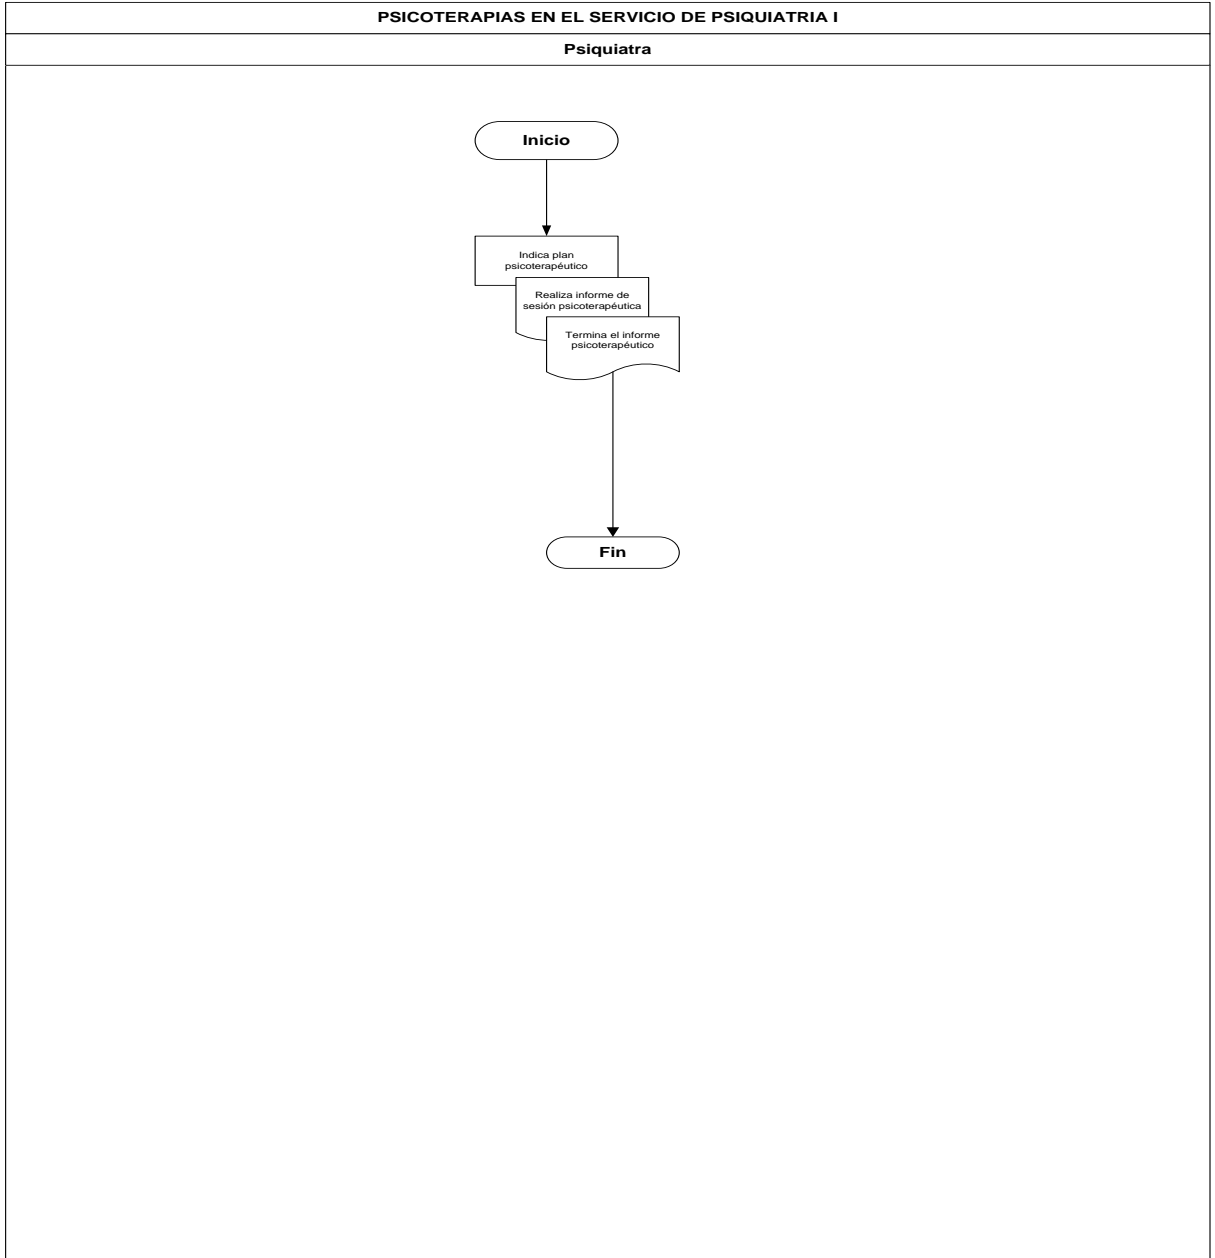 PSICOTERAPIAS EN EL SERVICIO DE PSIQUIATRIA I
Psiquiatra
Inicio
Indica plan
psicoterapéutico
Realiza informe de
sesión psicoterapéutica
Termina el informe
psicoterapéutico
Fin